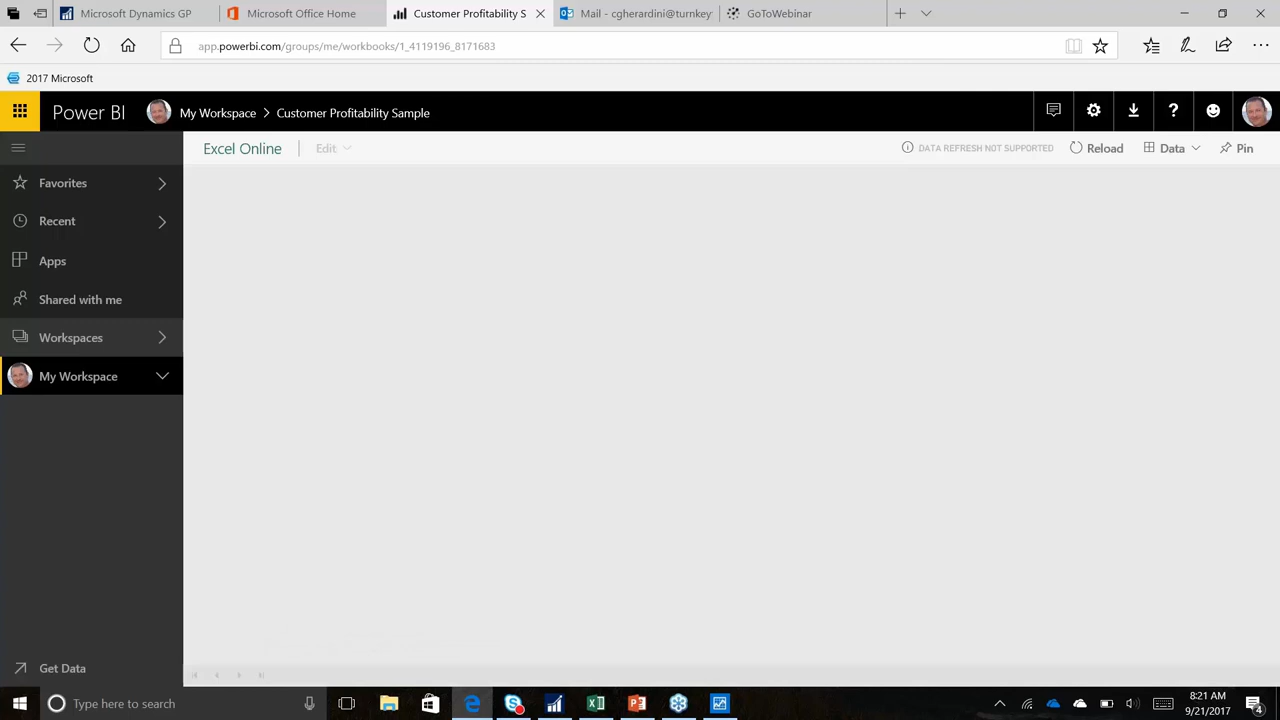 Microsoft Dynamics GP
Microsoft Office Home
Customer Profitability S
Mail - cgherardini@turnkey
GoToWebinar
app.powerbi.com/groups/me/workbooks/1_4119196_8171683
2017 Microsoft
Power BI
My Workspace > Customer Profitability Sample
Excel Online
Edit
DATA REFRESH NOT SUPPORTED
Reload
Data
Pin
Favorites
Recent
Apps
Shared with me
Workspaces
My Workspace
Get Data
Type here to search
8:21 AM
9/21/2017
4